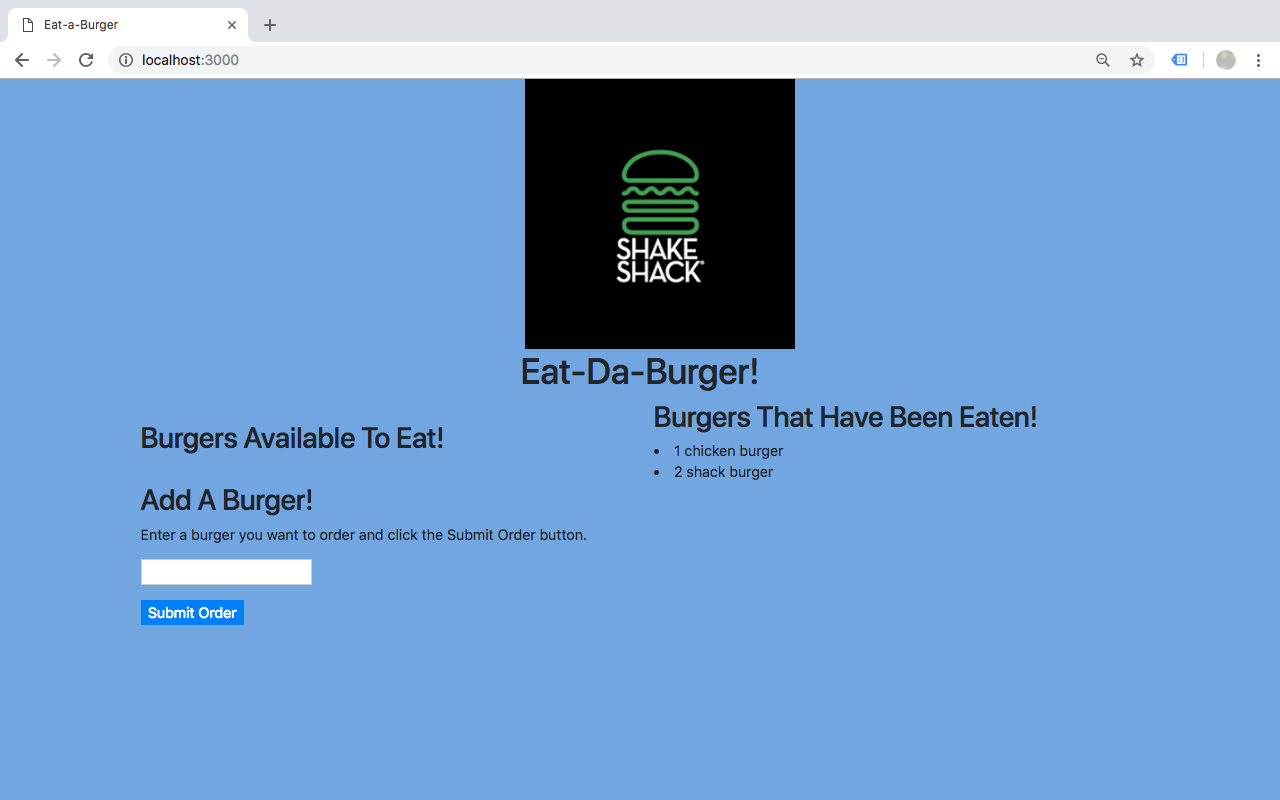 Eat-a-Burger
localhost:3000
SHAKE
SHACK
Eat-Da-Burger!
Burgers Available To Eat!
Add A Burger!
Enter a burger you want to order and click the Submit Order button.
Submit Order
Burgers That Have Been Eaten!
• 1 chicken burger
• 2 shack burger